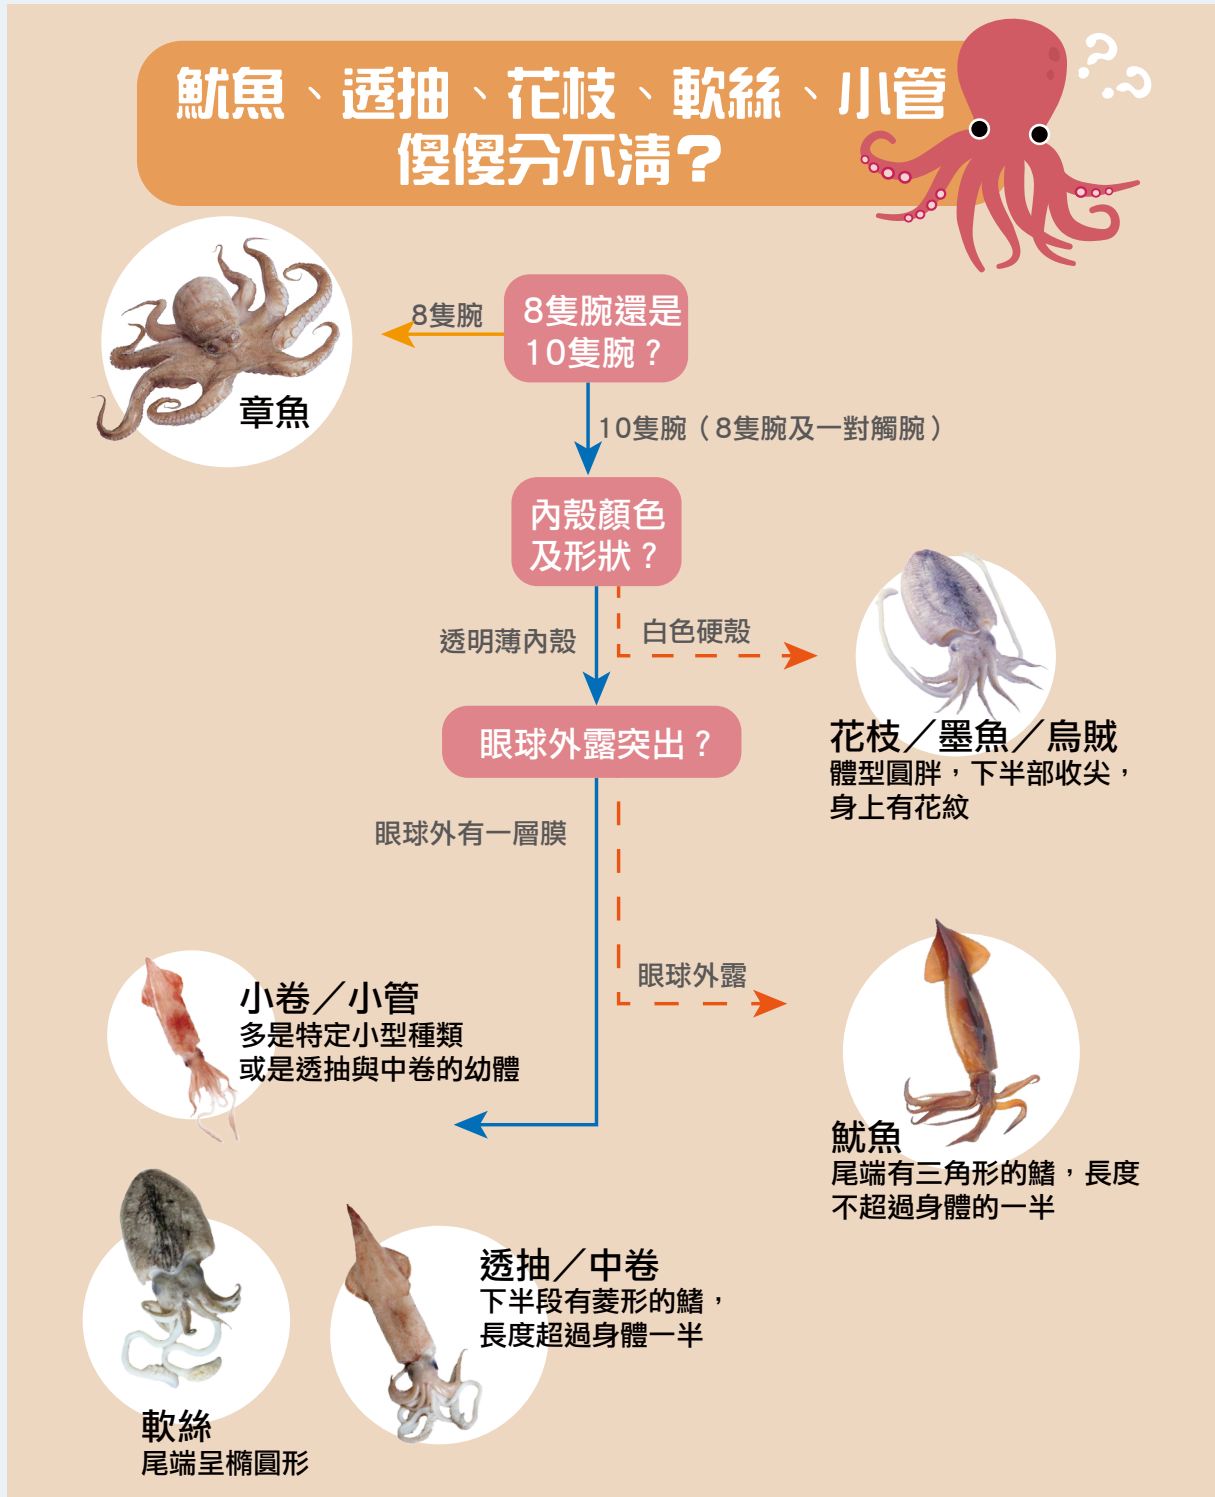 魷魚、透抽、花枝、軟絲、小管
傻傻分不清?
8隻腕還是
10隻腕？
8隻腕
章魚
10隻腕（8隻腕及一對觸腕）
內殼顏色
及形狀？
透明薄內殼
白色硬殼
花枝／墨魚／烏賊
體型圓胖，下半部收尖，
身上有花紋
眼球外露突出？
眼球外有一層膜
眼球外露
魷魚
尾端有三角形的鰭，長度
不超過身體的一半
小卷／小管
多是特定小型種類
或是透抽與中卷的幼體
透抽／中卷
下半段有菱形的鰭，
長度超過身體一半
軟絲
尾端呈橢圓形